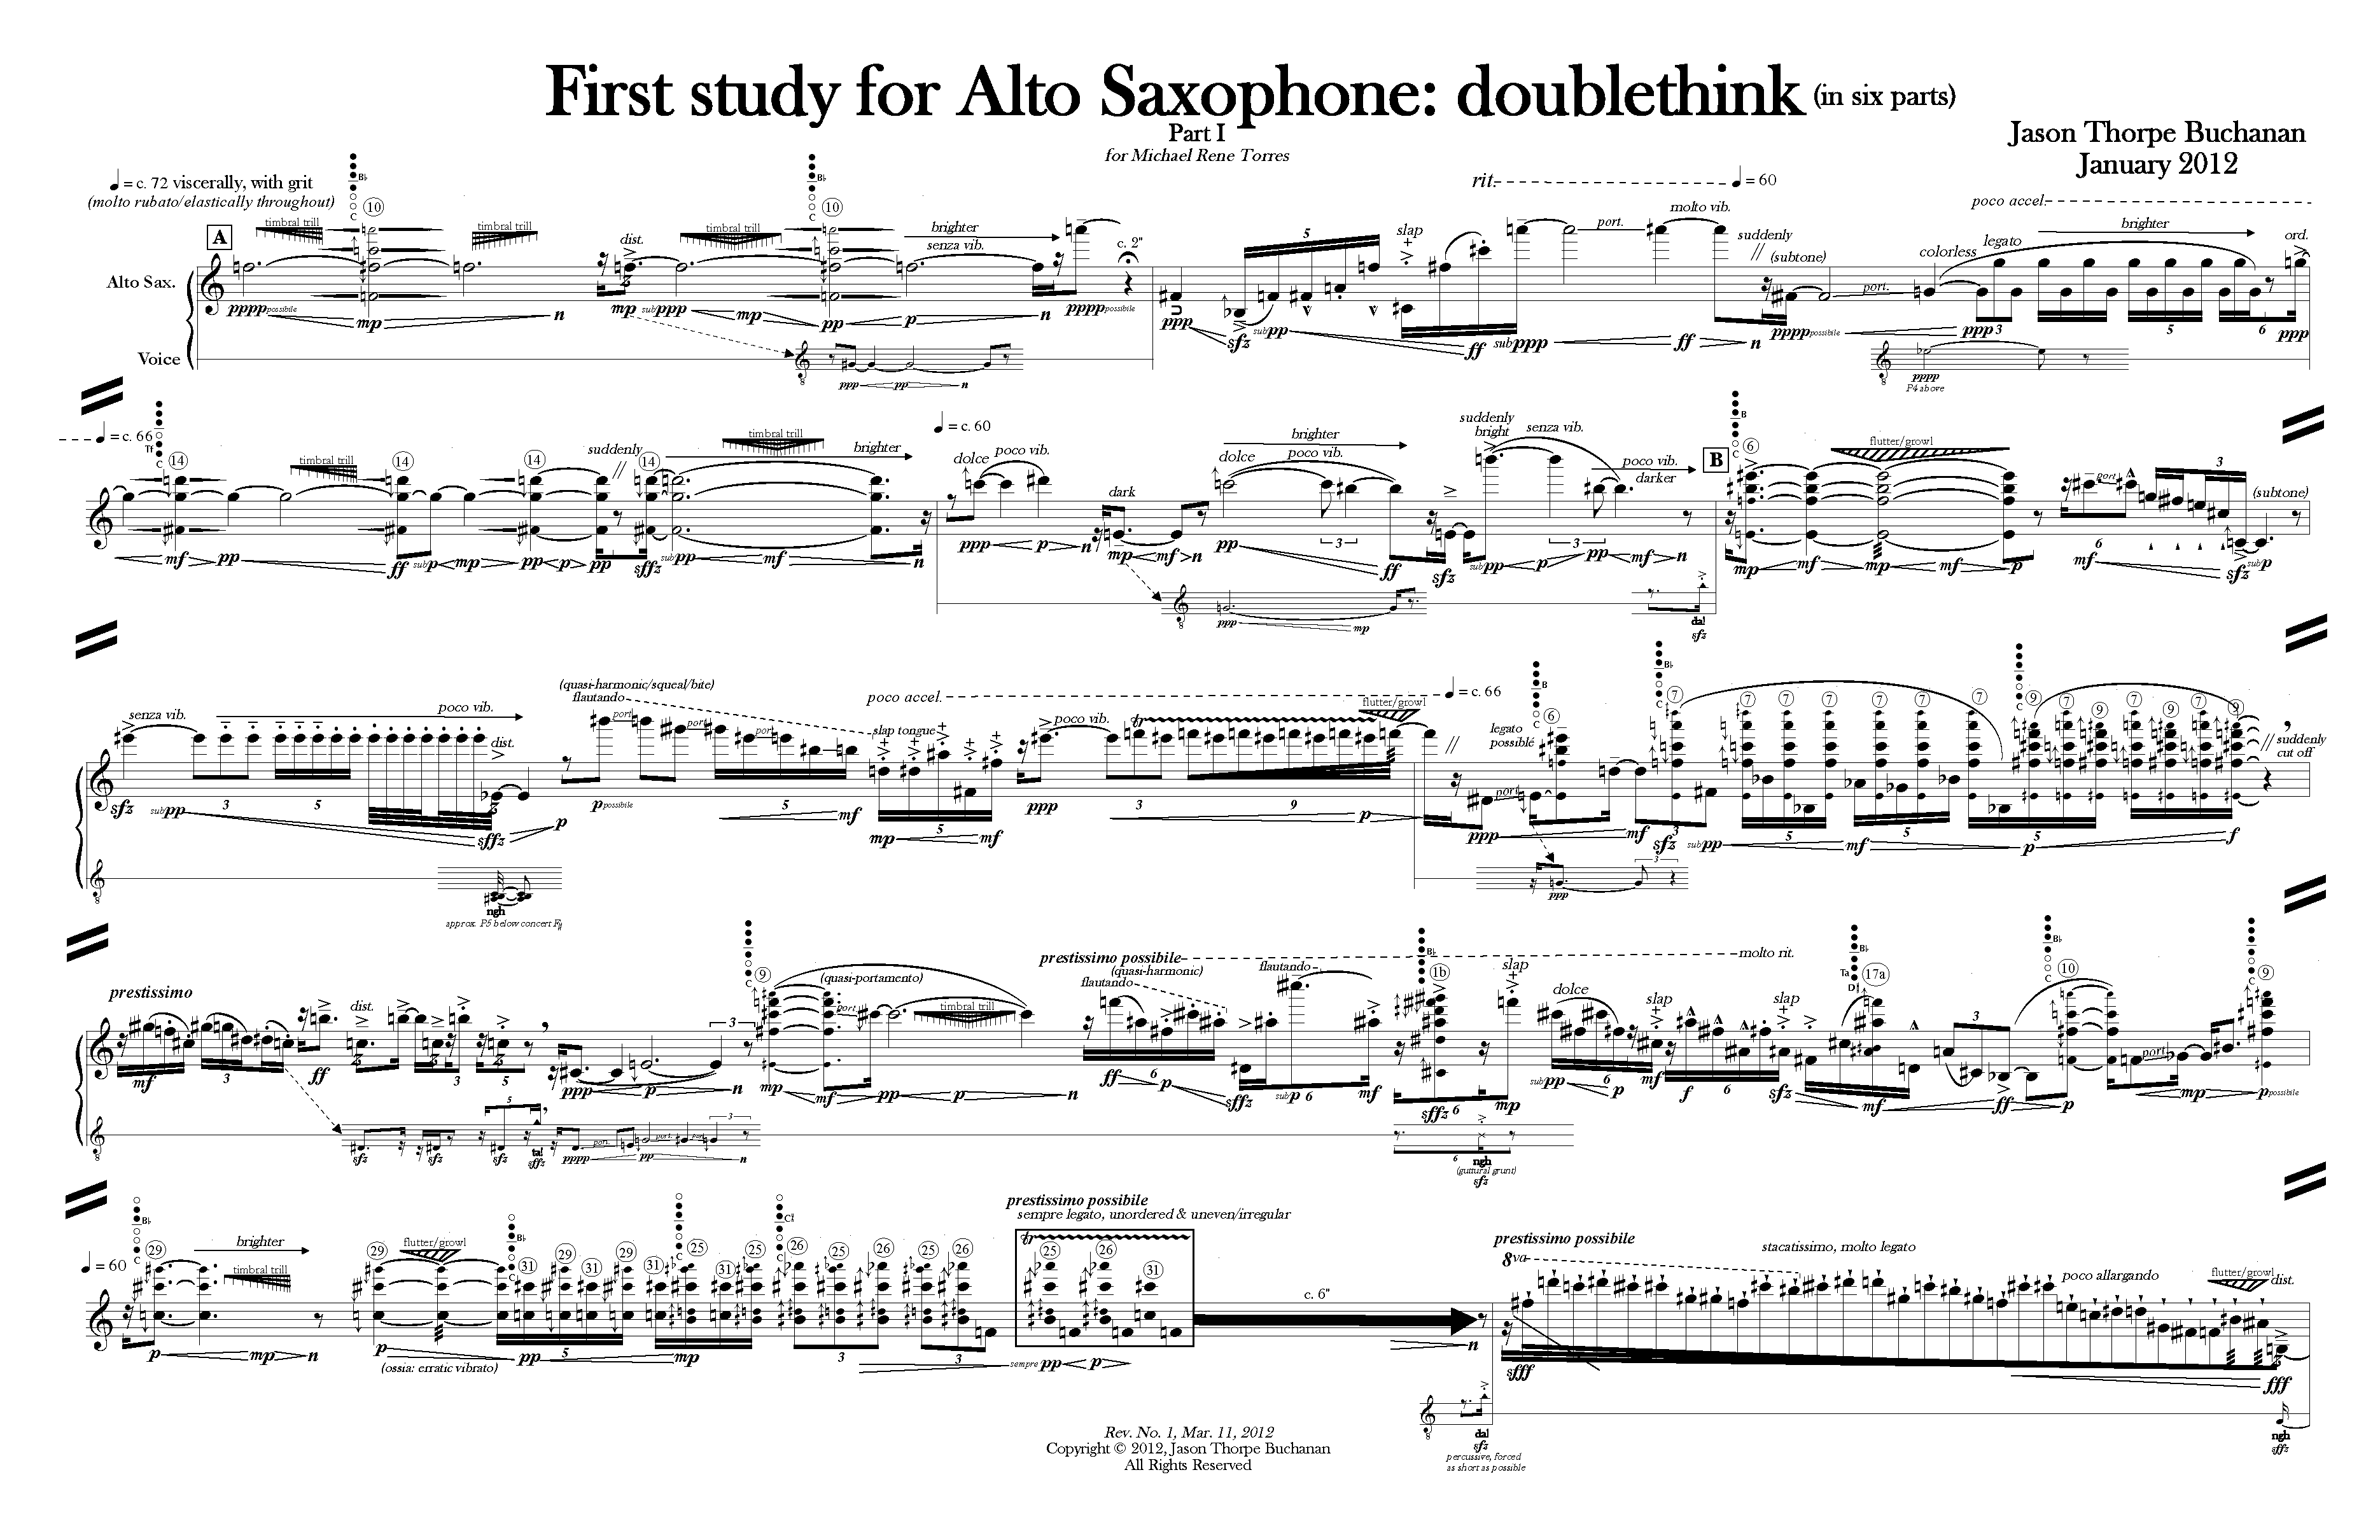 First study for Alto Saxophone: doublethink (in six parts)
Part I
for Michael Rene Torres
Jason Thorpe Buchanan
January 2012
= c. 72 viscerally, with grit
(molto rubato/elastically throughout)
rit.
= 60
poco accel.
A
timbral trill
B♭
C
10
timbral trill
dist.
timbral trill
B♭
C
10
brighter
senza vib.
c. 2"
5
slap
port.
molto vib.
suddenly
(subtone)
port.
colorless
legato
brighter
ord.
Alto Sax.
pppp possibile
mp
n
mp
sub ppp
mp
pp
p
n
pppp possibile
ppp
sfz
sub pp
ff
sub ppp
ff
n
pppp possibile
ppp
3
5
6
ppp
Voice
ppp
pp
n
pppp
P4 above
= c. 66
Tf
C
14
timbral trill
14
14
suddenly
14
timbral trill
brighter
= c. 60
dolce
poco vib.
dark
dolce
brighter
poco vib.
suddenly
bright
senza vib.
poco vib.
darker
B
B
C
6
flutter/growl
port.
3
(subtone)
mf
pp
ff
sub p
mp
pp
p
pp
sffz
sub pp
mf
n
ppp
p
n
mp
mf
n
pp
3
ff
sfz
sub pp
p
3
pp
mf
n
mp
mf
mp
mf
p
mf
6
sfz
sub p
ppp
mp
da!
sfz
senza vib.
poco vib.
dist.
(quasi-harmonic/squeal/bite)
flautando
port.
port.
poco accel.
slap tongue
poco vib.
tr
flutter/growl
= c. 66
legato
possible
B
C
6
port.
B♭
C
7
7
7
7
7
7
C
9
7
9
7
9
7
9
suddenly
cut off
sfz
sub pp
3
5
sffz
p
p possibile
5
mf
mp
5
mf
ppp
3
9
p
ppp
mf
sfz
3
sub pp
5
mf
5
5
p
f
ngh
approx. P5 below concert F♯
ppp
3
prestissimo
dist.
C
9
(quasi-portamento)
port.
timbral trill
prestissimo possibile
(quasi-harmonic)
flautando
flautando
B♭
1b
slap
molto rit.
dolce
slap
slap
Ta
B♭
17a
B♭
C
10
port.
C
9
mf
3
ff
3
5
ppp
p
3
n
mp
mf
pp
p
n
ff
6
p
sffz
sub p
6
mf
sffz
6
mp
sub pp
6
p
mf
f
6
sfz
mf
3
ff
p
mp
p possibile
sfz
sfz
5
sfz
ta!
sffz
pppp
port.
pp
port.
port.
3
n
6
ngh
(guttural grunt)
sfz
= 60
B♭
C
29
brighter
timbral trill
29
flutter/growl
B♭
C
31
29
31
29
31
C
25
31
25
C♯
26
25
26
25
26
prestissimo possibile
sempre legato, unordered & uneven/irregular
tr
25
26
31
c. 6"
prestissimo possibile
8va
stacatissimo, molto legato
poco allargando
flutter/growl
dist.
p
mp
n
p
(ossia: erratic vibrato)
pp
5
mp
3
3
sempre pp
p
n
sfff
fff
da!
sfz
percussive, forced
as short as possible
ngh
sffz
Rev. No. 1, Mar. 11, 2012
Copyright © 2012, Jason Thorpe Buchanan
All Rights Reserved